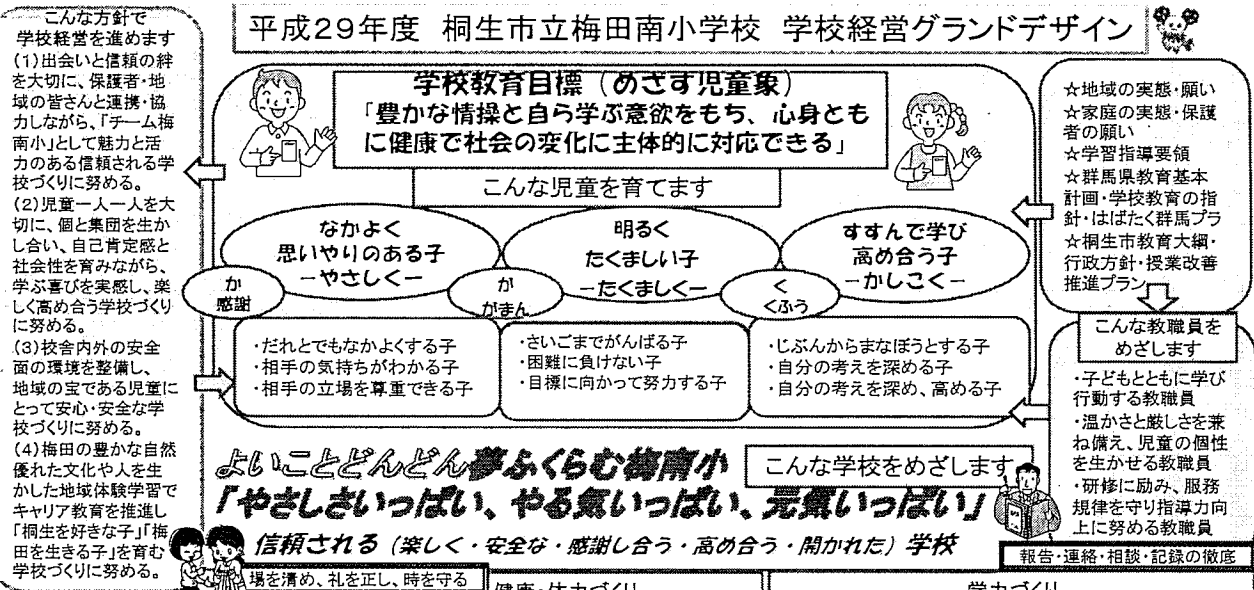 平成29年度 桐生市立梅田南小学校 学校経営グランドデザイン
こんな方針で
学校経営を進めます
(1)出会いと信頼の絆
を大切に、保護者・地
域の皆さんと連携・協
力しながら、「チーム梅
南小」として魅力と活
力のある信頼される学
校づくりに努める。
(2)児童一人一人を大
切に、個と集団を生か
し合い、自己肯定感と
社会性を育みながら、
学ぶ喜びを実感し、楽
しく高め合う学校づくり
に努める。
(3)校舎内外の安全
面の環境を整備し、
地域の宝である児童に
とって安心・安全な学
校づくりに努める。
(4)梅田の豊かな自然
優れた文化や人を生
かした地域体験学習で
キャリア教育を推進し
「桐生を好きな子」「梅
田を生きる子」を育む
学校づくりに努める。
学校教育目標(めざす児童象)
「豊かな情操と自ら学ぶ意欲をもち、心身とも
に健康で社会の変化に主体的に対応できる」
こんな児童を育てます
なかよく
思いやりのある子
ーやさしくー
か
感謝
明るく
たくましい子
ーたくましくー
が
がまん
すすんで学び
高め合う子
ーかしこくー
く
くふう
・だれとでもなかよくする子
・相手の気持ちがわかる子
・相手の立場を尊重できる子
・さいごまでがんばる子
・困難に負けない子
・目標に向かって努力する子
・じぶんからまなぼうとする子
・自分の考えを深める子
・自分の考えを深め、高める子
☆地域の実態・願い
☆家庭の実態・保護
者の願い
☆学習指導要領
☆群馬県教育基本
計画・学校教育の指
針・はばたく群馬プラ
☆桐生市教育大綱・
行政方針・授業改善
推進プラン
こんな教職員を
めざします
・子どもとともに学び
行動する教職員
・温かさと厳しさを兼
ね備え、児童の個性
を生かせる教職員
・研修に励み、服務
規律を守り指導力向
上に努める教職員
報告・連絡・相談・記録の徹底
よいことどんどん夢ふくらむ梅南小
こんな学校をめざします
「やさしさいっぱい、やる気いっぱい、元気いっぱい」
信頼される(楽しく・安全な・感謝し合う・高め合う・開かれた)学校
場を清め、礼を正し、時を守る
健康・体力づくり
学力づくり